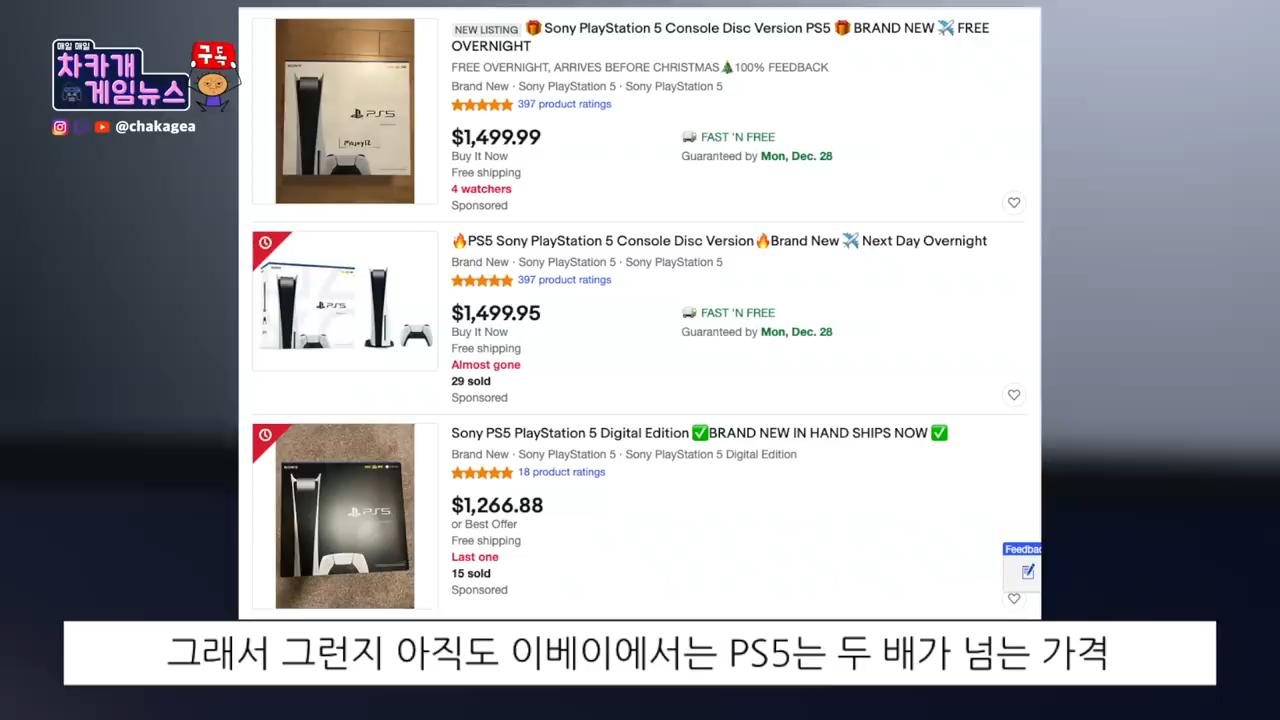 매일 매일
차카개
게임뉴스
구독
@chakagea
NEW LISTING 🎁Sony PlayStation 5 Console Disc Version PS5 🎁BRAND NEW ✈️FREE
OVERNIGHT
FREE OVERNIGHT, ARRIVES BEFORE CHRISTMAS🎄100% FEEDBACK
Brand New · Sony PlayStation 5 · Sony PlayStation 5
397 product ratings
$1,499.99
Buy It Now
Free shipping
4 watchers
Sponsored
FAST 'N FREE
Guaranteed by Mon, Dec. 28
SONY
PS5
🔥PS5 Sony PlayStation 5 Console Disc Version🔥Brand New ✈️Next Day Overnight
Brand New · Sony PlayStation 5 · Sony PlayStation 5
397 product ratings
$1,499.95
Buy It Now
Free shipping
Almost gone
29 sold
Sponsored
FAST 'N FREE
Guaranteed by Mon, Dec. 28
PS5
Sony PS5 PlayStation 5 Digital Edition ✅BRAND NEW IN HAND SHIPS NOW ✅
Brand New · Sony PlayStation 5 · Sony PlayStation 5 Digital Edition
18 product ratings
$1,266.88
or Best Offer
Free shipping
Last one
15 sold
Sponsored
SONY
PS5
Feedbac
그래서 그런지 아직도 이베이에서는 PS5는 두 배가 넘는 가격